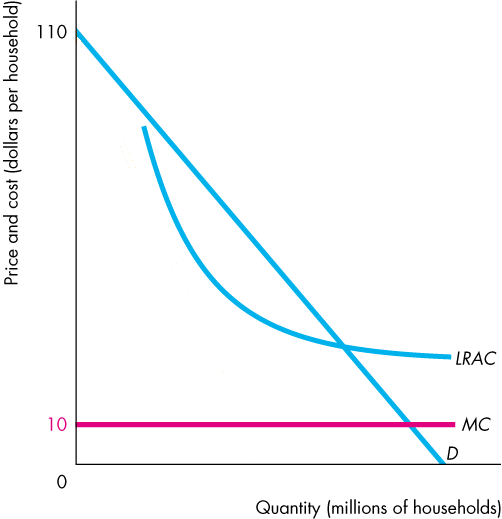 Price and cost (dollars per household)
110
LRAC
10
MC
D
0
Quantity (millions of households)